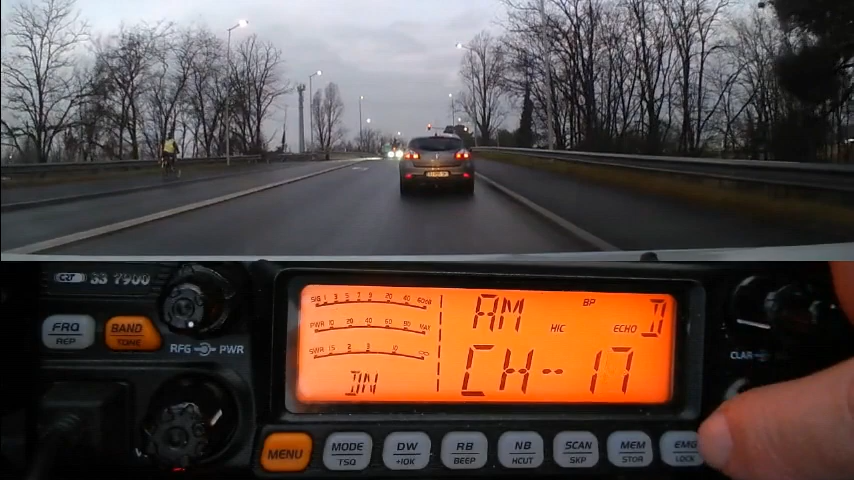 CRT SS 7900
FRQ
REP
BAND
TONE
RFG PWR
SIG 1 3 5 7 9 20 40 60dB
PWR 10 20 40 60 80 MAX
SWR 1.5 2 3 10 ∞
ON
AM
BP
HIC
ECHO
D
CH--17
CLAR
MENU
MODE
TSQ
DW
+10K
RB
BEEP
NB
HCUT
SCAN
SKP
MEM
STOR
EMG
LOCK